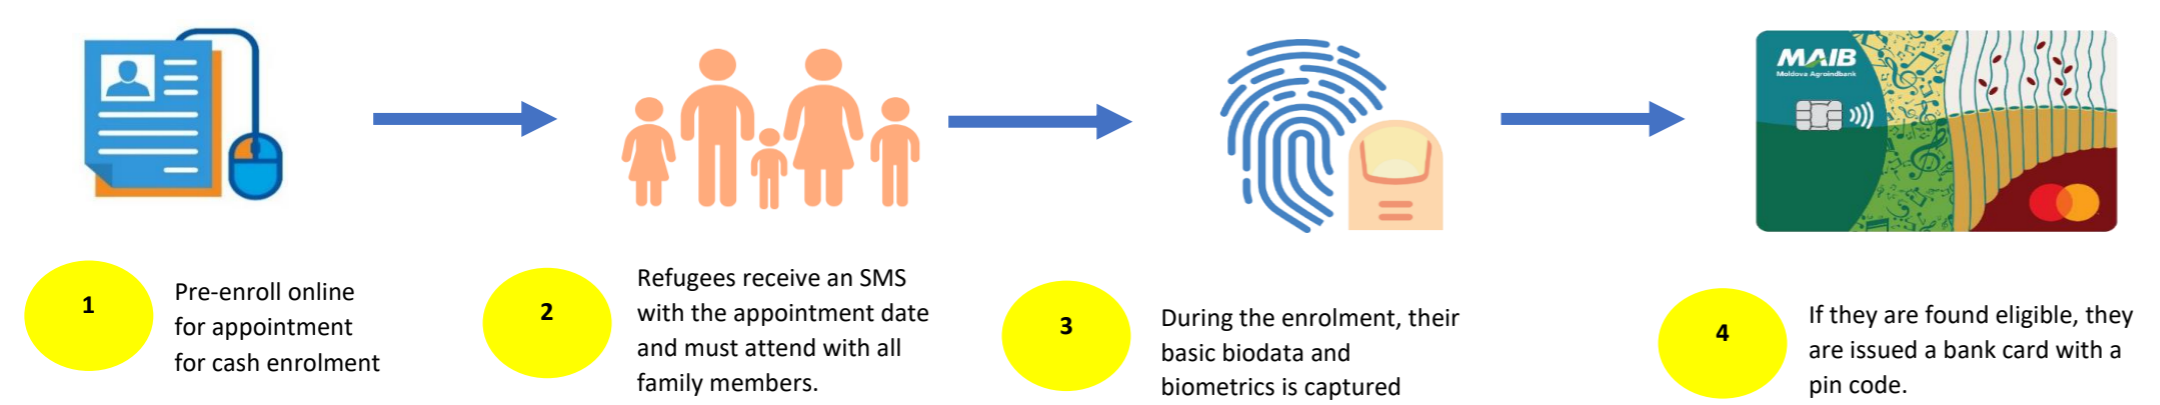 MAIB
Moldova Agroindbank
1
Pre-enroll online
for appointment
for cash enrolment
2
Refugees receive an SMS
with the appointment date
and must attend with all
family members.
3
During the enrolment, their
basic biodata and
biometrics is captured
4
If they are found eligible, they
are issued a bank card with a
pin code.